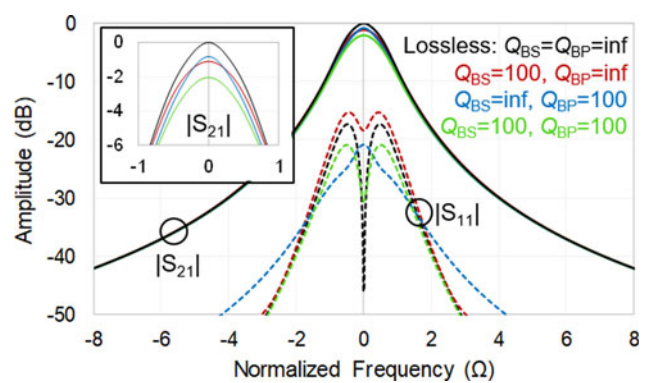 0
-10
-20
-30
-40
-50
Amplitude (dB)
0
-2
-4
-6
-1
0
1
|S21|
Lossless: QBS=QBP=inf
QBS=100, QBP=inf
QBS=inf, QBP=100
QBS=100, QBP=100
|S11|
|S21|
-8
-6
-4
-2
0
2
4
6
8
Normalized Frequency (Ω)